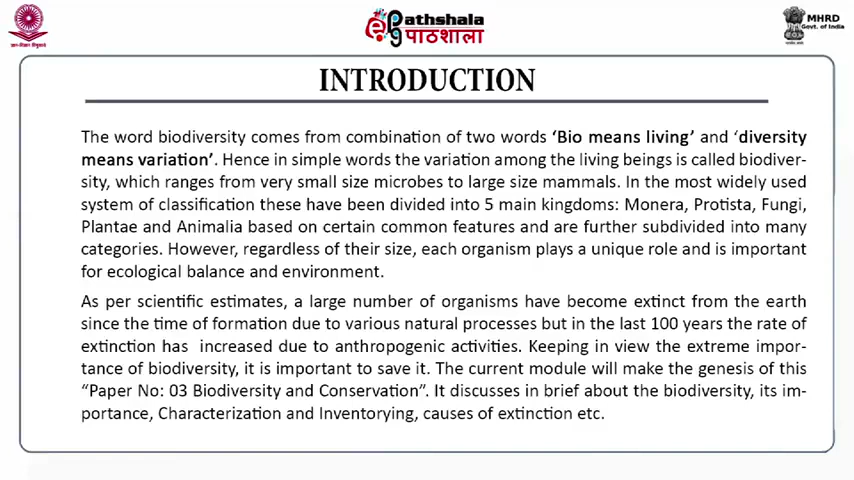 ePathshala
पाठशाला
MHRD
Govt. of India
INTRODUCTION
The word biodiversity comes from combination of two words ‘Bio means living’ and ‘diversity
means variation’. Hence in simple words the variation among the living beings is called biodiver-
sity, which ranges from very small size microbes to large size mammals. In the most widely used
system of classification these have been divided into 5 main kingdoms: Monera, Protista, Fungi,
Plantae and Animalia based on certain common features and are further subdivided into many
categories. However, regardless of their size, each organism plays a unique role and is important
for ecological balance and environment.
As per scientific estimates, a large number of organisms have become extinct from the earth
since the time of formation due to various natural processes but in the last 100 years the rate of
extinction has increased due to anthropogenic activities. Keeping in view the extreme impor-
tance of biodiversity, it is important to save it. The current module will make the genesis of this
“Paper No: 03 Biodiversity and Conservation”. It discusses in brief about the biodiversity, its im-
portance, Characterization and Inventorying, causes of extinction etc.